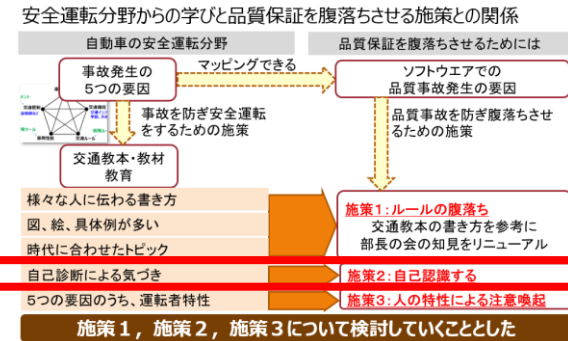 安全運転分野からの学びと品質保証を腹落ちさせる施策との関係
自動車の安全運転分野
品質保証を腹落ちさせるためには
事故発生の
5つの要因
マッピングできる
ソフトウエアでの
品質事故発生の要因
事故を防ぎ安全運転
をするための施策
品質事故を防ぎ腹落ちさせ
るための施策
交通教本・教材
教育
様々な人に伝わる書き方
図、絵、具体例が多い
時代に合わせたトピック
施策1：ルールの腹落ち
交通教本の書き方を参考に
部長の会の知見をリニューアル
自己診断による気づき
施策2：自己認識する
5つの要因のうち、運転者特性
施策3：人の特性による注意喚起
施策１，施策２，施策３について検討していくこととした